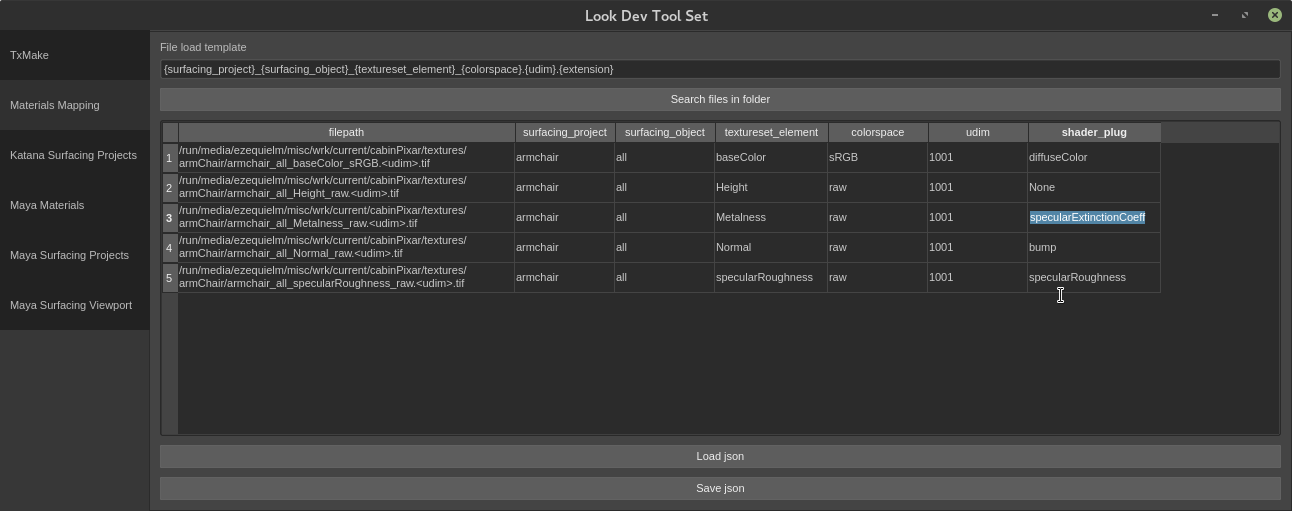 Look Dev Tool Set
TxMake
Materials Mapping
Katana Surfacing Projects
Maya Materials
Maya Surfacing Projects
Maya Surfacing Viewport
File load template
{surfacing_project}_{surfacing_object}_{textureset_element}_{colorspace}.{udim}.{extension}
Search files in folder
filepath surfacing_project surfacing_object textureset_element colorspace udim shader_plug
1 /run/media/ezequielm/misc/wrk/current/cabinPixar/textures/
armChair/armchair_all_baseColor_sRGB.<udim>.tif armchair all baseColor sRGB 1001 diffuseColor
2 /run/media/ezequielm/misc/wrk/current/cabinPixar/textures/
armChair/armchair_all_Height_raw.<udim>.tif armchair all Height raw 1001 None
3 /run/media/ezequielm/misc/wrk/current/cabinPixar/textures/
armChair/armchair_all_Metalness_raw.<udim>.tif armchair all Metalness raw 1001 specularExtinctionCoeff
4 /run/media/ezequielm/misc/wrk/current/cabinPixar/textures/
armChair/armchair_all_Normal_raw.<udim>.tif armchair all Normal raw 1001 bump
5 /run/media/ezequielm/misc/wrk/current/cabinPixar/textures/
armChair/armchair_all_specularRoughness_raw.<udim>.tif armchair all specularRoughness raw 1001 specularRoughness
Load json
Save json